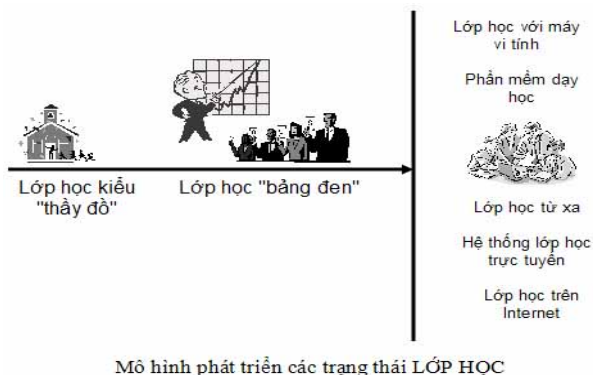 Lớp học kiểu
"thầy đồ"
Lớp học "bảng đen"
Lớp học với máy
vi tính
Phần mềm dạy
học
Lớp học từ xa
Hệ thống lớp học
trực tuyến
Lớp học trên
Internet
Mô hình phát triển các trạng thái LỚP HỌC